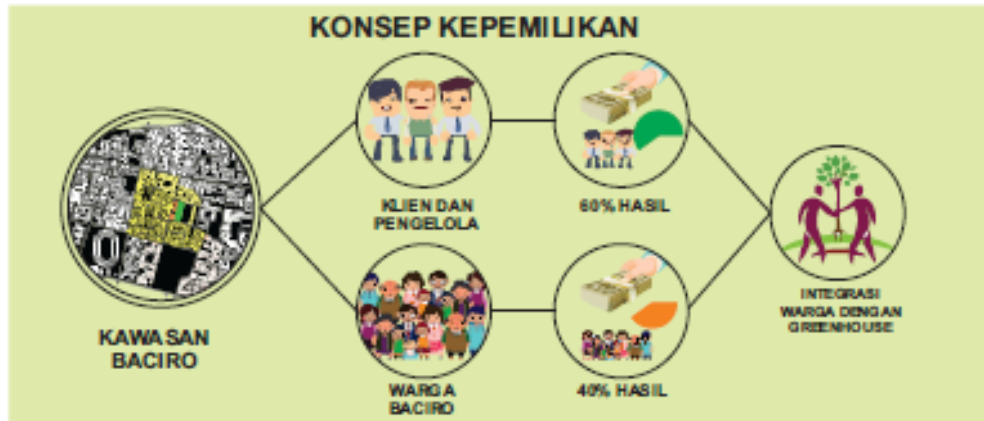 KONSEP KEPEMILIKAN
KAWASAN
BACIRO
KLIEN DAN
PENGELOLA
60% HASIL
WARGA
BACIRO
40% HASIL
INTEGRASI
WARGA DENGAN
GREENHOUSE